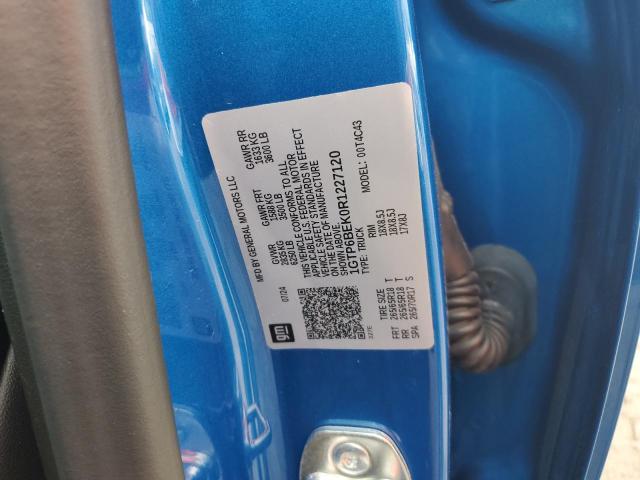 MFD BY GENERAL MOTORS LLC
07/24 GVWR GAWR FRT GAWR RR
2835 KG 1588 KG 1633 KG
6250 LB 3500 LB 3600 LB
THIS VEHICLE CONFORMS TO ALL
APPLICABLE U.S. FEDERAL MOTOR
VEHICLE SAFETY STANDARDS IN EFFECT
ON THE DATE OF MANUFACTURE
SHOWN ABOVE.
1GTP6BEK0R1227120
TYPE: TRUCK MODEL: 00T4C43
gm
TIRE SIZE RIM
FRT 265/65R18 T 18X8.5J
RR 265/65R18 T 18X8.5J
SPA 265/70R17 S 17X8J